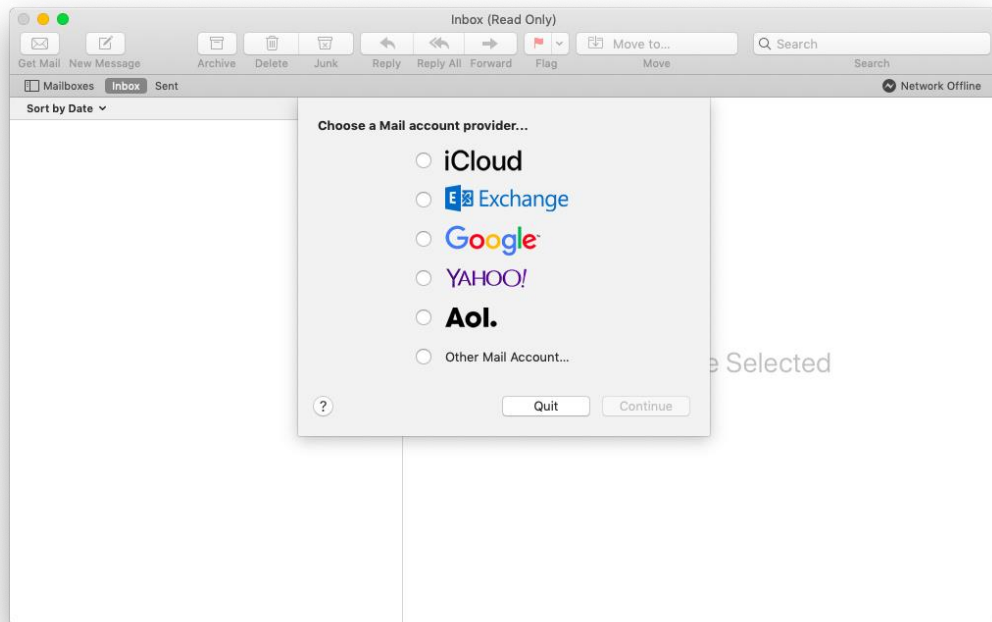 Inbox (Read Only)
Move to...
Search
Get Mail New Message Archive Delete Junk Reply Reply All Forward Flag Move Search
Mailboxes Inbox Sent Network Offline
Sort by Date
Choose a Mail account provider...
iCloud
E Exchange
Google
YAHOO!
Aol.
Other Mail Account...
Selected
? Quit Continue